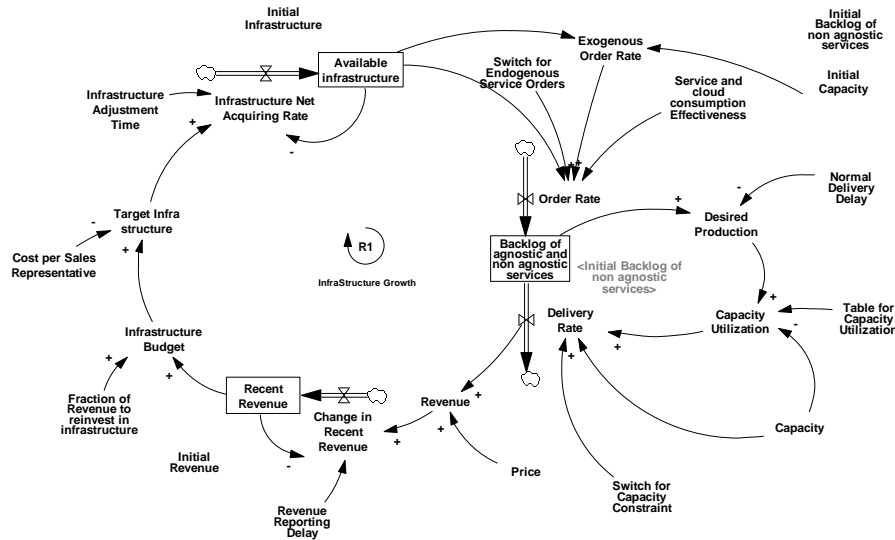 Initial
Infrastructure
Available
infrastructure
Exogenous
Order Rate
Initial
Backlog of
non agnostic
services
Switch for
Endogenous
Service Orders
Initial
Capacity
Infrastructure
Adjustment
Time
Infrastructure Net
Acquiring Rate
Service and
cloud
consumption
Effectiveness
+
-
++
Normal
Delivery
Delay
-
+
Order Rate
Target Infra
structure
-
Desired
Production
Cost per Sales
Representative
+
R1
InfraStructure Growth
Backlog of
agnostic and
non agnostic
services
<Initial Backlog of
non agnostic
services>
+
Delivery
Rate
Capacity
Utilization
-
Table for
Capacity
Utilization
Infrastructure
Budget
+
+
+
+
Fraction of
Revenue to
reinvest in
infrastructure
Recent
Revenue
Revenue
+
Change in
Recent
Revenue
+
+
Capacity
Initial
Revenue
-
Price
Switch for
Capacity
Constraint
Revenue
Reporting
Delay